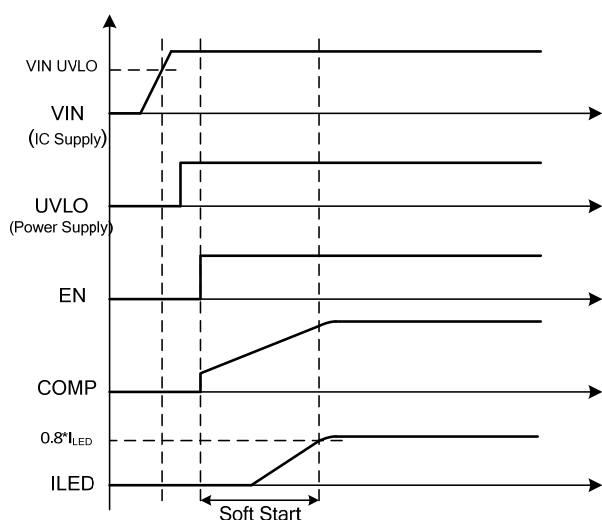 VIN UVLO
VIN
(IC Supply)
UVLO
(Power Supply)
EN
COMP
0.8*ILED
ILED
Soft Start